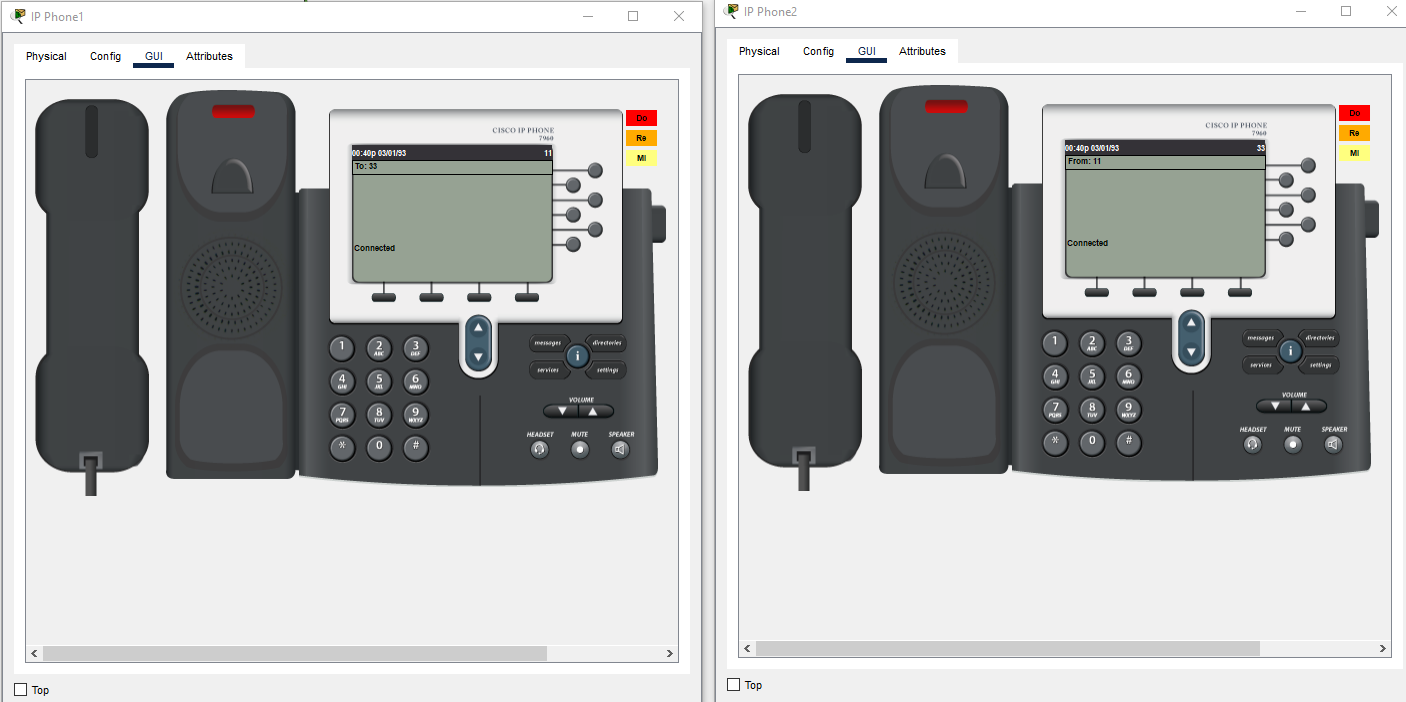 IP Phone1
Physical Config GUI Attributes
CISCO IP PHONE
7960
00:40p 03/01/93 11
To: 33
Connected
Do
Re
MI
1 2 ABC 3 DEF
4 GHI 5 JKL 6 MNO
7 PQRS 8 TUV 9 WXYZ
* 0 #
messages directories
i
services settings
VOLUME
HEADSET MUTE SPEAKER
Top
IP Phone2
Physical Config GUI Attributes
CISCO IP PHONE
7960
00:40p 03/01/93 33
From: 11
Connected
Do
Re
MI
1 2 ABC 3 DEF
4 GHI 5 JKL 6 MNO
7 PQRS 8 TUV 9 WXYZ
* 0 #
messages directories
i
services settings
VOLUME
HEADSET MUTE SPEAKER
Top